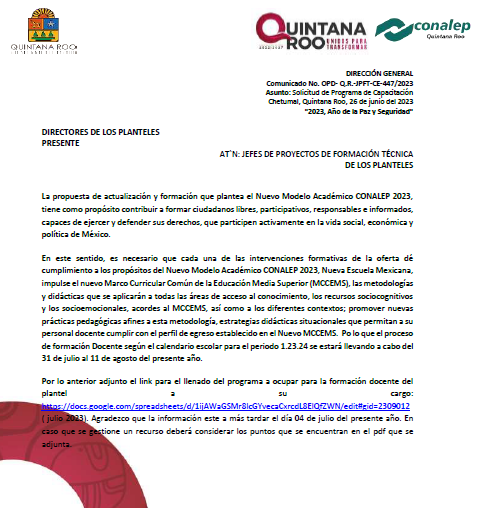 QUINTANA ROO
QUINTANA
ROO
2022-2027
UNIDOS PARA
TRANSFORMAR
conalep
Quintana Roo
DIRECCIÓN GENERAL
Comunicado No. OPD- Q.R.-JPFT-CE-447/2023
Asunto: Solicitud de Programa de Capacitación
Chetumal, Quintana Roo, 26 de junio del 2023
"2023, Año de la Paz y Seguridad"
DIRECTORES DE LOS PLANTELES
PRESENTE
AT´N: JEFES DE PROYECTOS DE FORMACIÓN TÉCNICA
DE LOS PLANTELES
La propuesta de actualización y formación que plantea el Nuevo Modelo Académico CONALEP 2023,
tiene como propósito contribuir a formar ciudadanos libres, participativos, responsables e informados,
capaces de ejercer y defender sus derechos, que participen activamente en la vida social, económica y
política de México.
En este sentido, es necesario que cada una de las intervenciones formativas de la oferta dé
cumplimiento a los propósitos del Nuevo Modelo Académico CONALEP 2023, Nueva Escuela Mexicana,
impulse el nuevo Marco Curricular Común de la Educación Media Superior (MCCEMS), las metodologías
y didácticas que se aplicarán a todas las áreas de acceso al conocimiento, los recursos sociocognitivos
y los socioemocionales, acordes al MCCEMS, así como a los diferentes contextos; promover nuevas
prácticas pedagógicas afines a esta metodología, estrategias didácticas situacionales que permitan a su
personal docente cumplir con el perfil de egreso establecido en el Nuevo MCCEMS. Po lo que el proceso
de formación Docente según el calendario escolar para el periodo 1.23.24 se estará llevando a cabo del
31 de julio al 11 de agosto del presente año.
Por lo anterior adjunto el link para el llenado del programa a ocupar para la formación docente del
plantel a su cargo:
https://docs.google.com/spreadsheets/d/1ijAWaGSMr8lcGYvecaCxrcdL8EIQfZWN/edit#gid=2309012
( julio 2023). Agradezco que la información este a más tardar el día 04 de julio del presente año. En
caso que se gestione un recurso deberá considerar los puntos que se encuentran en el pdf que se
adjunta.